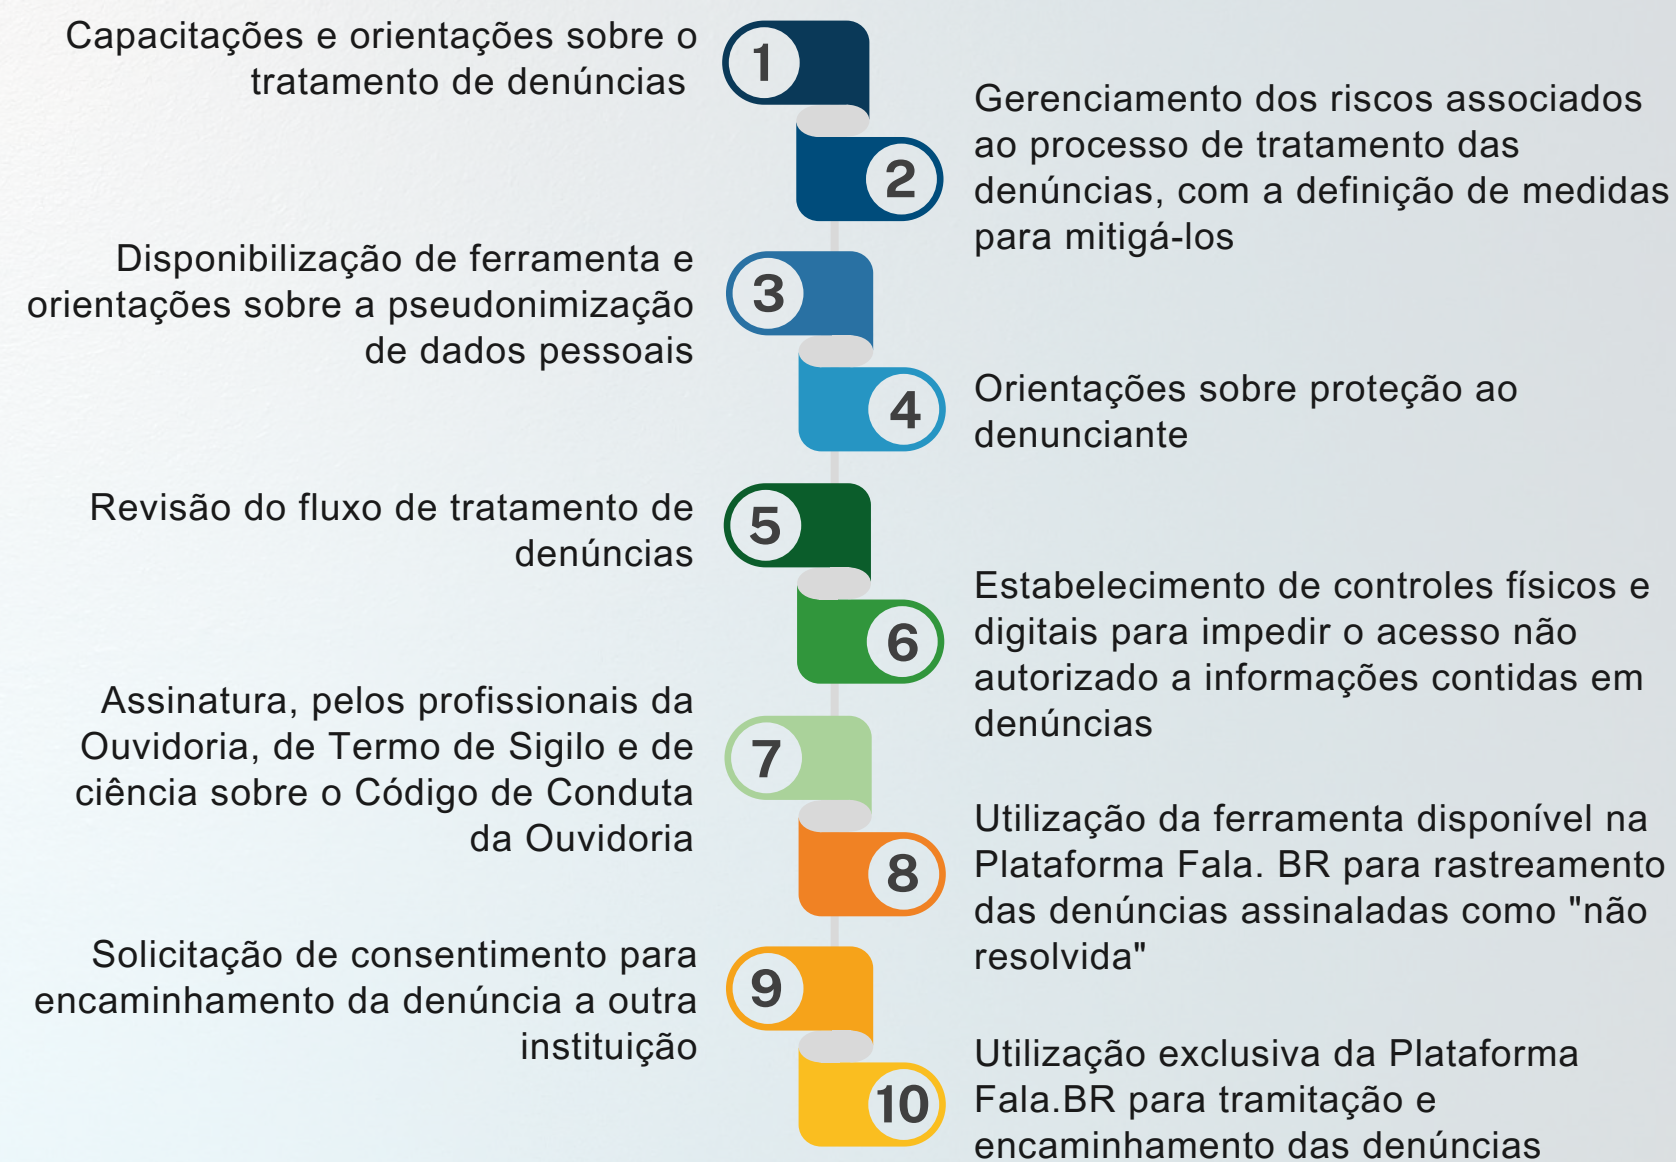 Capacitações e orientações sobre o
tratamento de denúncias
1
2
Gerenciamento dos riscos associados
ao processo de tratamento das
denúncias, com a definição de medidas
para mitigá-los
Disponibilização de ferramenta e
orientações sobre a pseudonimização
de dados pessoais
3
4
Orientações sobre proteção ao
denunciante
Revisão do fluxo de tratamento de
denúncias
5
6
Estabelecimento de controles físicos e
digitais para impedir o acesso não
autorizado a informações contidas em
denúncias
Assinatura, pelos profissionais da
Ouvidoria, de Termo de Sigilo e de
ciência sobre o Código de Conduta
da Ouvidoria
7
8
Utilização da ferramenta disponível na
Plataforma Fala. BR para rastreamento
das denúncias assinaladas como "não
resolvida"
Solicitação de consentimento para
encaminhamento da denúncia a outra
instituição
9
10
Utilização exclusiva da Plataforma
Fala.BR para tramitação e
encaminhamento das denúncias